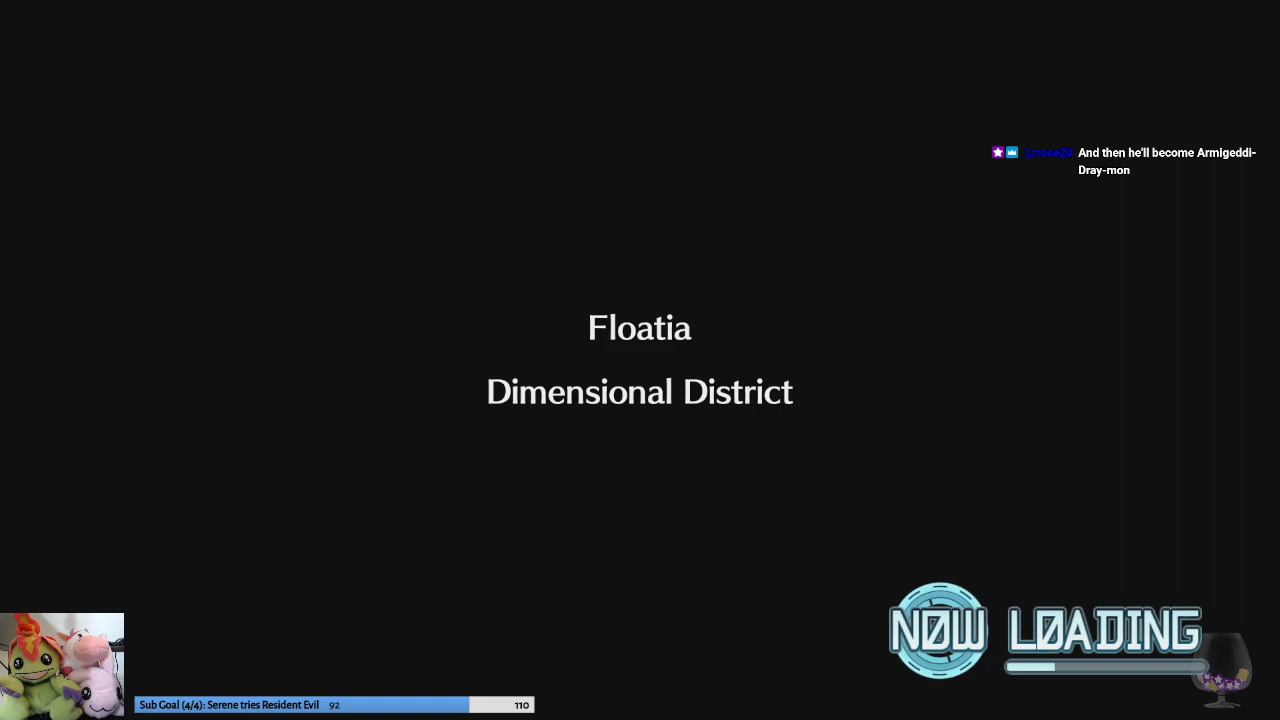 Emose20 And then he'll become Armigeddi-
Dray-mon
Floatia
Dimensional District
NOW LOADING
Sub Goal (4/4): Serene tries Resident Evil 92 110